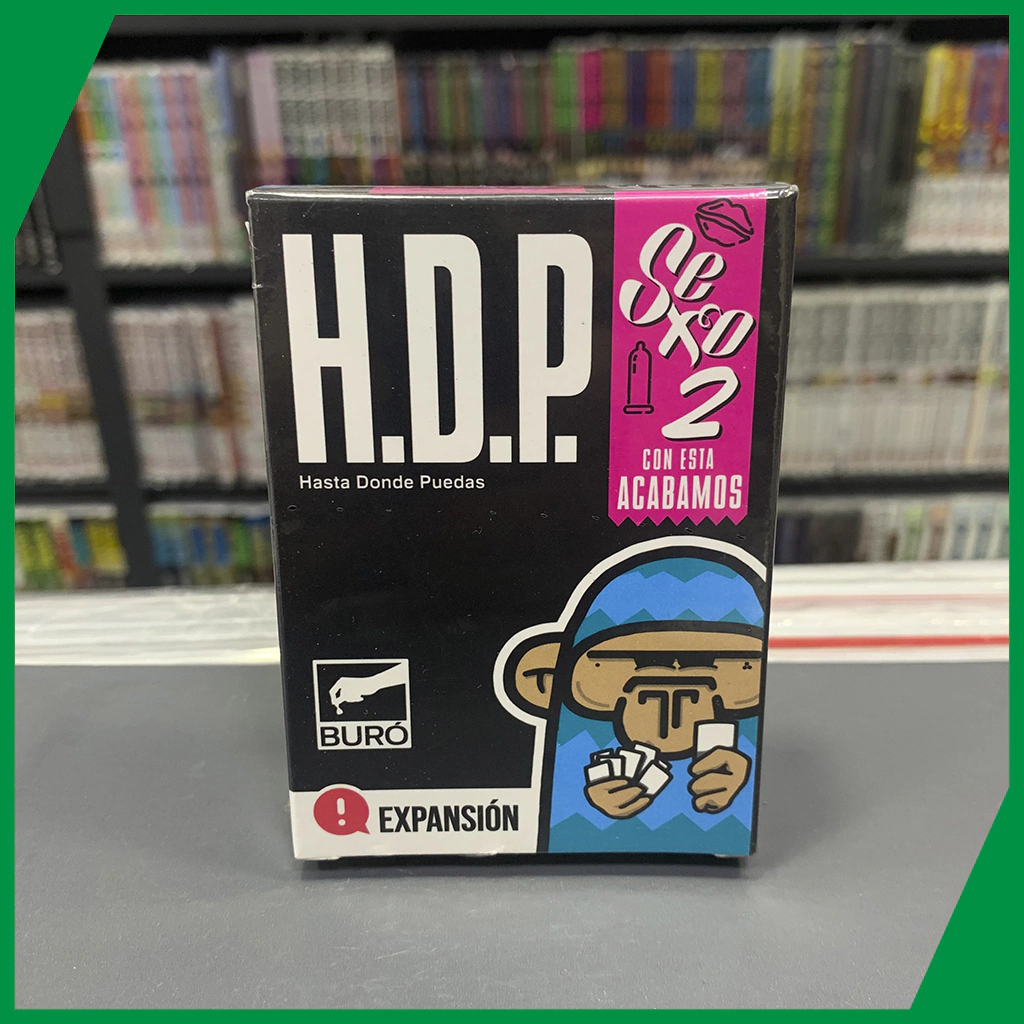 H.D.P.
Hasta Donde Puedas
Sexo
2
CON ESTA
ACABAMOS
BURÓ
! EXPANSIÓN